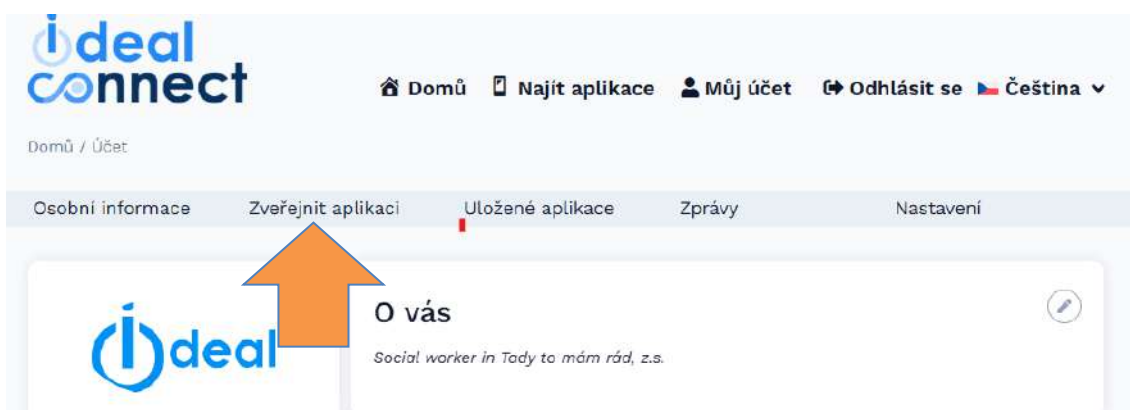 ideal
connect
Domů Najít aplikace Můj účet Odhlásit se Čeština
Domů / Účet
Osobní informace Zveřejnit aplikaci Uložené aplikace Zprávy Nastavení
ideal
O vás
Social worker in Tady to mám rád, z.s.